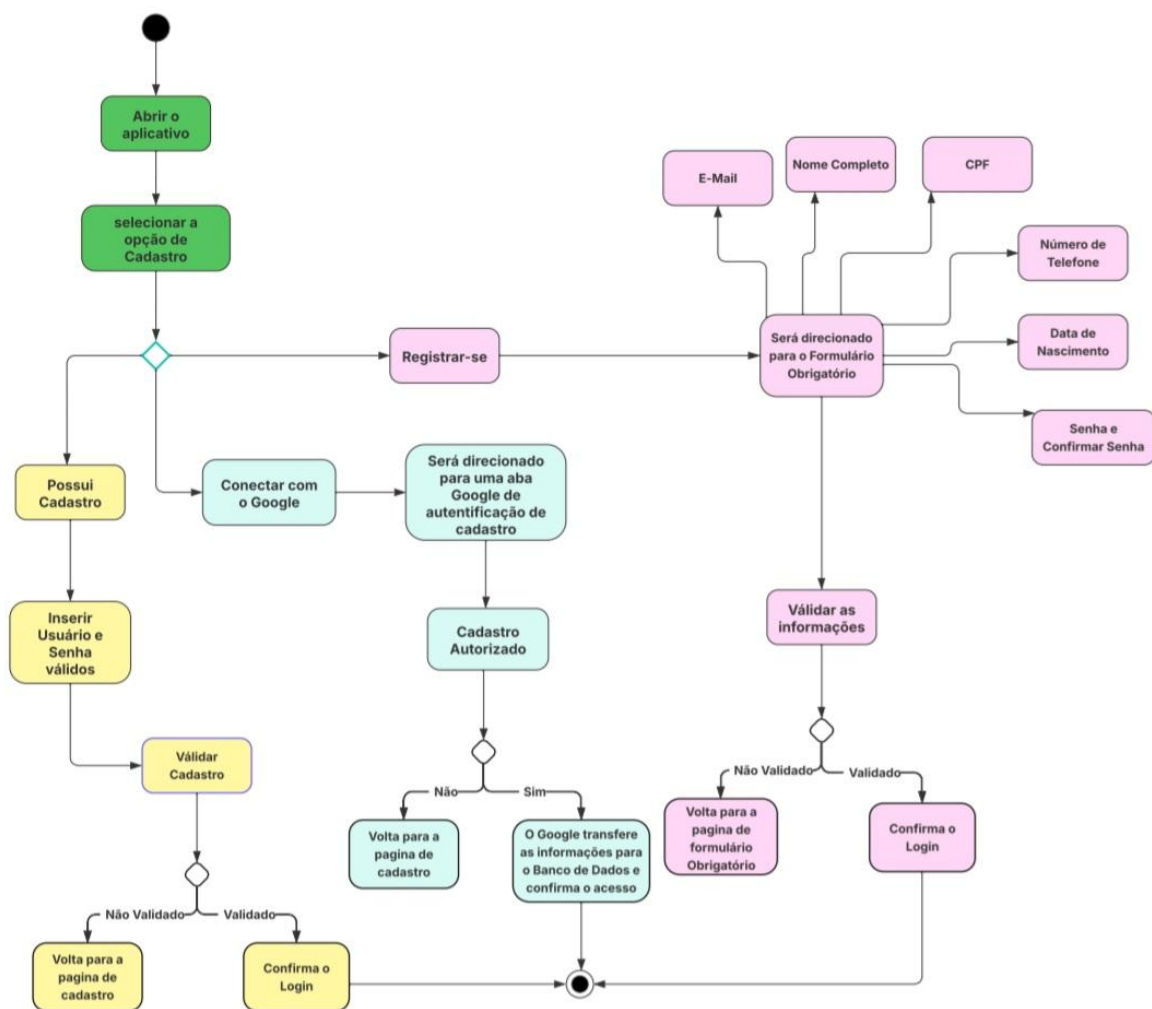 Abrir o
aplicativo
selecionar a
opção de
Cadastro
E-Mail
Nome Completo
CPF
Número de
Telefone
Data de
Nascimento
Senha e
Confirmar Senha
Registrar-se
Será direcionado
para o Formulário
Obrigatório
Possui
Cadastro
Conectar com
o Google
Será direcionado
para uma aba
Google de
autentificação de
cadastro
Inserir
Usuário e
Senha
válidos
Cadastro
Autorizado
Válidar as
informações
Válidar
Cadastro
Não
Sim
Não Validado
Validado
Volta para a
pagina de
cadastro
O Google transfere
as informações para
o Banco de Dados e
confirma o acesso
Volta para a
pagina de
formulário
Obrigatório
Confirma o
Login
Não Validado
Validado
Volta para a
pagina de
cadastro
Confirma o
Login